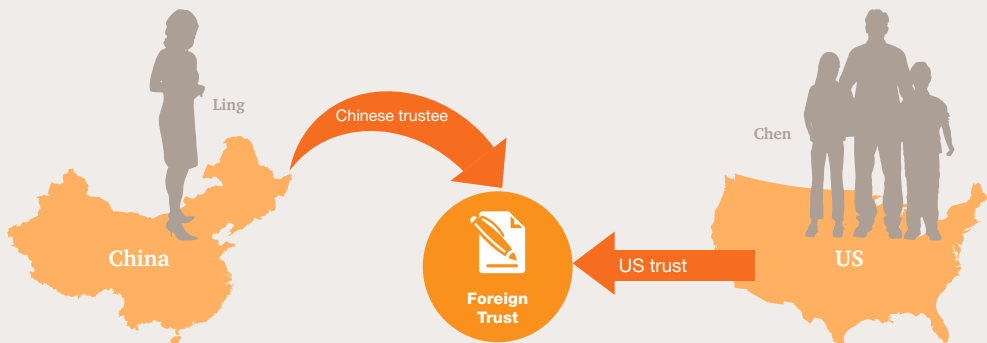 Ling
Chinese trustee
Chen
China
US trust
US
Foreign
Trust